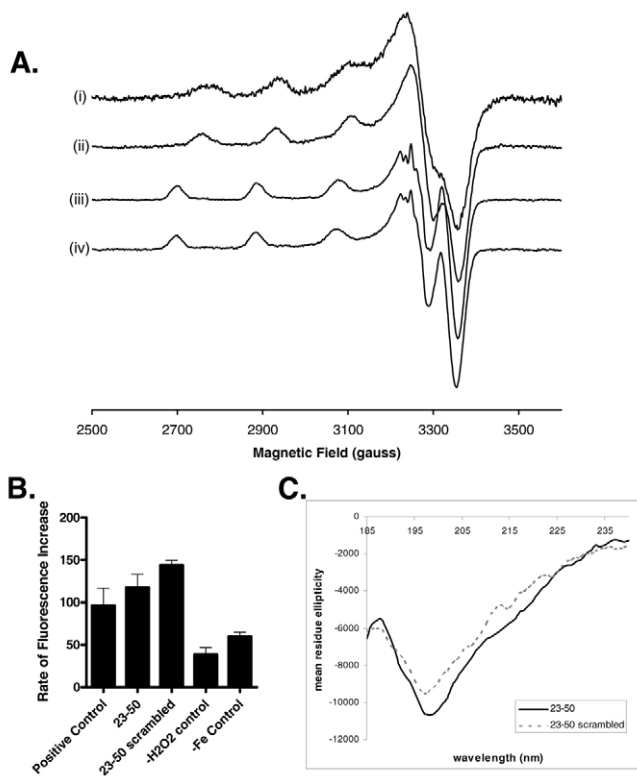 A.
(i)
(ii)
(iii)
(iv)
2500 2700 2900 3100 3300 3500
Magnetic Field (gauss)
B.
Rate of Fluorescence Increase
200
150
100
50
0
Positive Control
23-50
23-50 scrambled
-H2O2 control
-Fe Control
C.
mean residue ellipticity
0
-2000
-4000
-6000
-8000
-10000
-12000
185 195 205 215 225 235
23-50
23-50 scrambled
wavelength (nm)